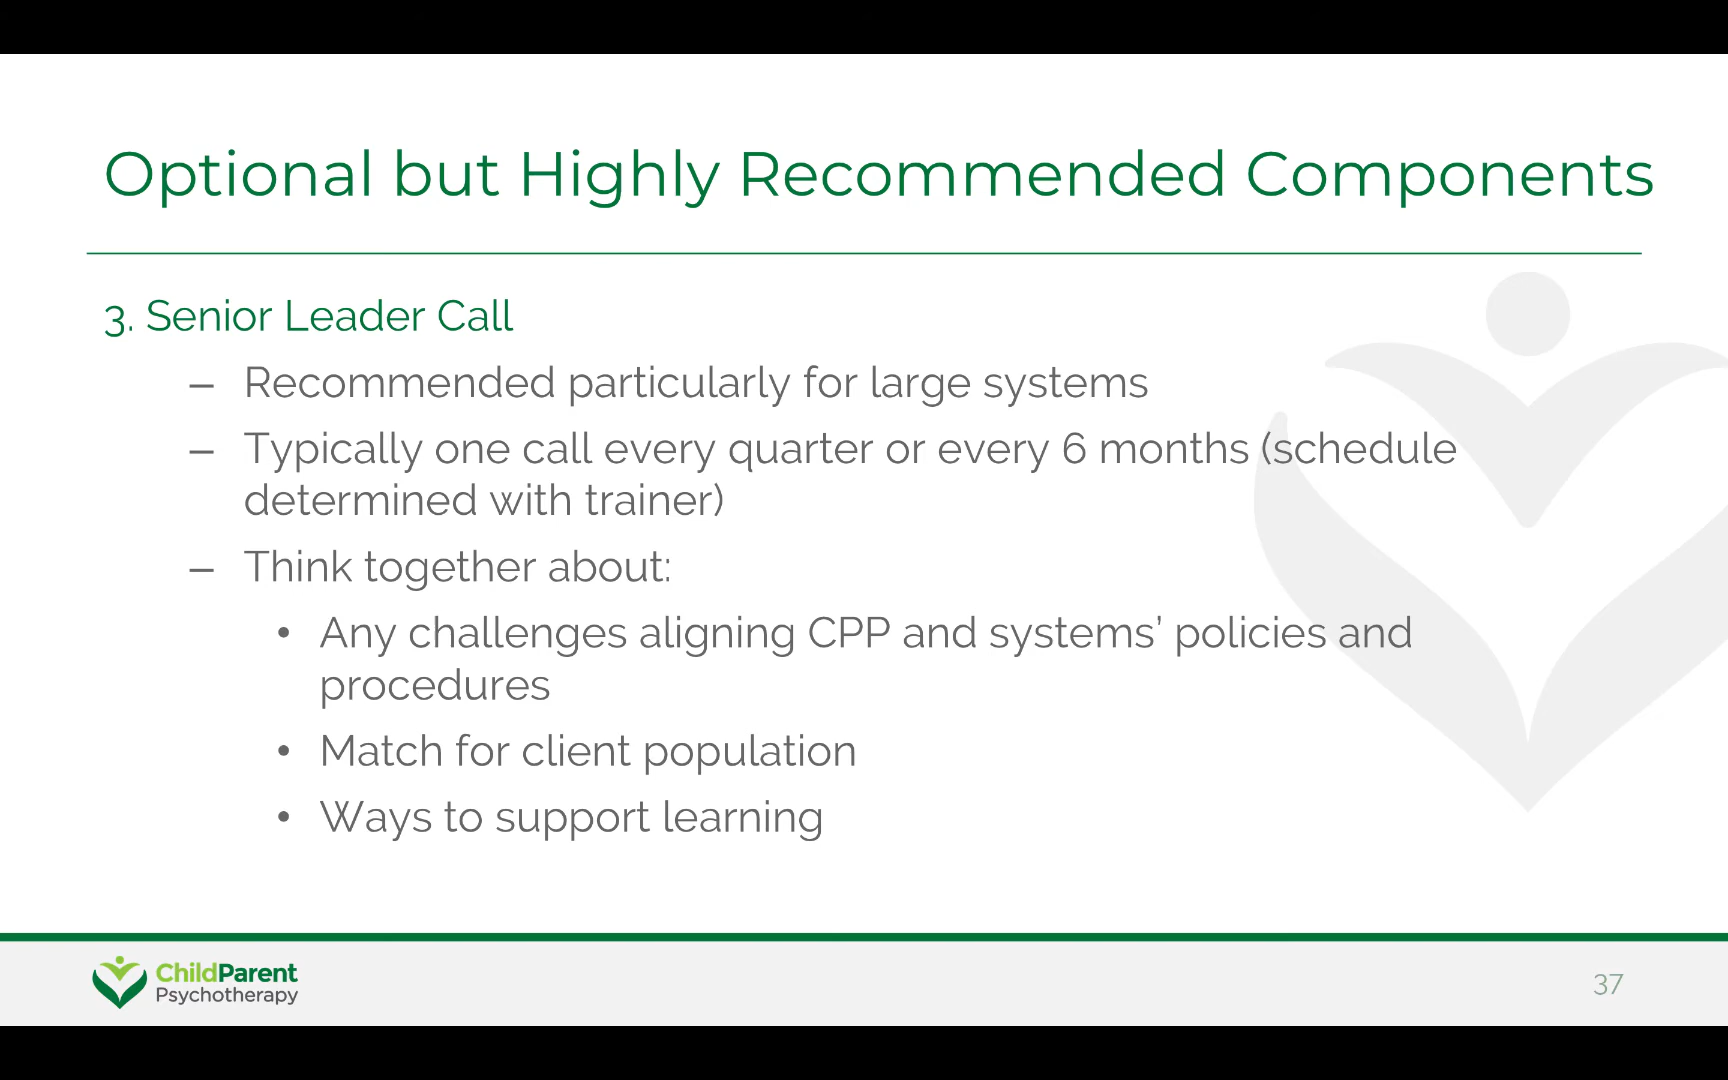 Optional but Highly Recommended Components
3. Senior Leader Call
– Recommended particularly for large systems
– Typically one call every quarter or every 6 months (schedule
determined with trainer)
– Think together about:
• Any challenges aligning CPP and systems’ policies and
procedures
• Match for client population
• Ways to support learning
ChildParent
Psychotherapy
37